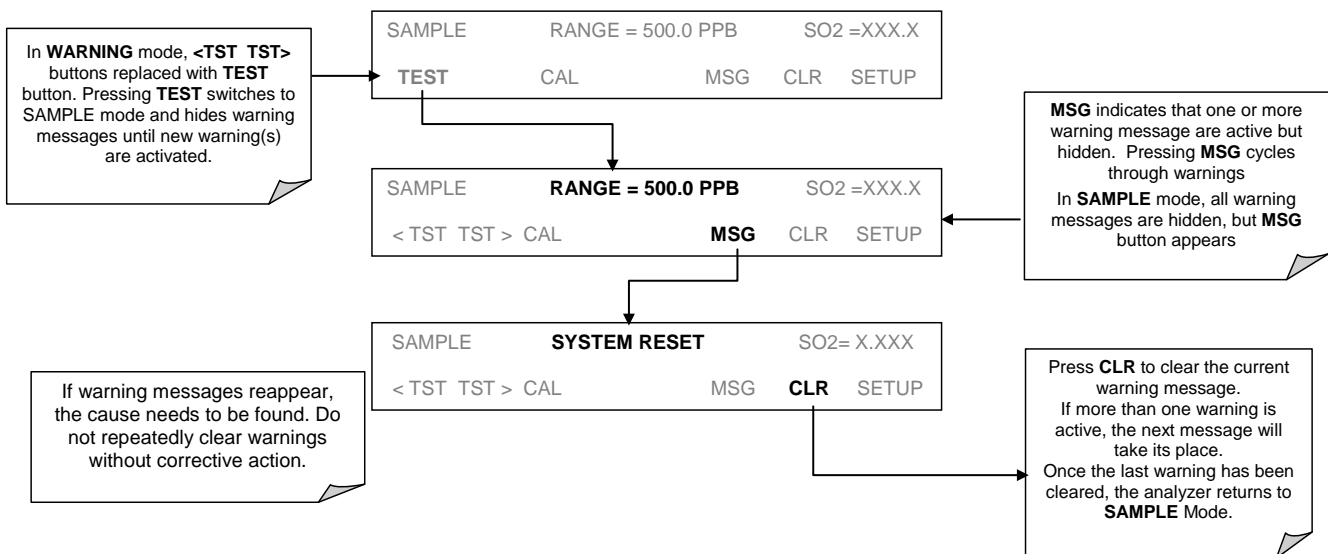 SAMPLE RANGE = 500.0 PPB SO2 =XXX.X
TEST CAL MSG CLR SETUP
In WARNING mode, <TST TST>
buttons replaced with TEST
button. Pressing TEST switches to
SAMPLE mode and hides warning
messages until new warning(s)
are activated.
MSG indicates that one or more
warning message are active but
hidden. Pressing MSG cycles
through warnings
In SAMPLE mode, all warning
messages are hidden, but MSG
button appears
SAMPLE RANGE = 500.0 PPB SO2 =XXX.X
< TST TST > CAL MSG CLR SETUP
SAMPLE SYSTEM RESET SO2= X.XXX
< TST TST > CAL MSG CLR SETUP
If warning messages reappear,
the cause needs to be found. Do
not repeatedly clear warnings
without corrective action.
Press CLR to clear the current
warning message.
If more than one warning is
active, the next message will
take its place.
Once the last warning has been
cleared, the analyzer returns to
SAMPLE Mode.